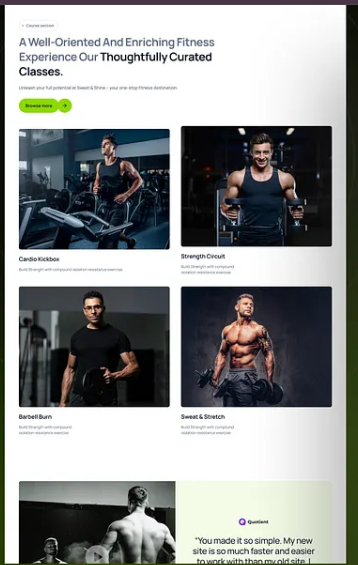 Course section
A Well-Oriented And Enriching Fitness
Experience Our Thoughtfully Curated
Classes.
Unleash your full potential at Sweat & Shine - your one-stop fitness destination.
Browse more
Cardio Kickbox
Build Strength with compound isolation resistance exercise.
Strength Circuit
Build Strength with compound
isolation resistance exercise.
Barbell Burn
Build Strength with compound
isolation resistance exercise.
Sweat & Stretch
Build Strength with compound
isolation resistance exercise.
Quotient
"You made it so simple. My new
site is so much faster and easier
to work with than my old site. I